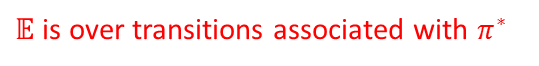 𝔼 is over transitions associated with π*